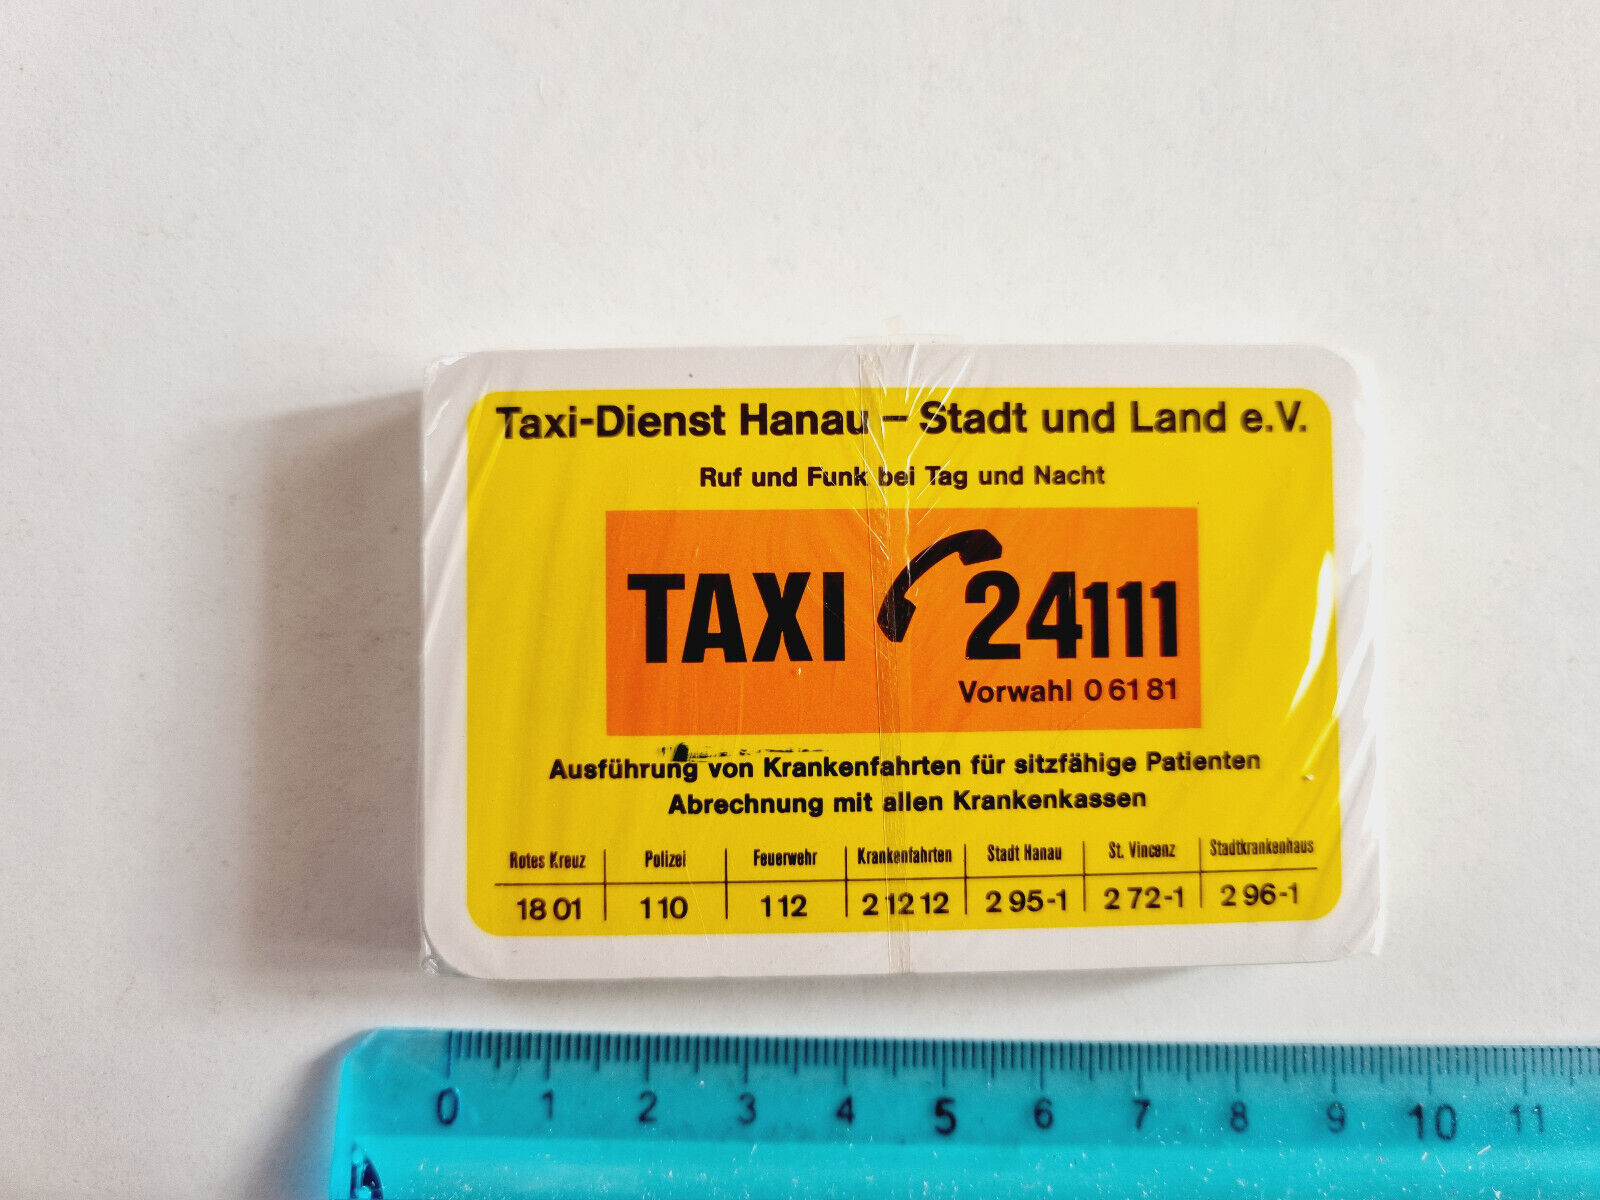 Taxi-Dienst Hanau – Stadt und Land e.V.
Ruf und Funk bei Tag und Nacht
TAXI 24111
Vorwahl 0 61 81
Ausführung von Krankenfahrten für sitzfähige Patienten
Abrechnung mit allen Krankenkassen
Rotes Kreuz Polizei Feuerwehr Krankenfahrten Stadt Hanau St. Vincenz Stadtkrankenhaus
18 01 110 112 2 12 12 2 95-1 2 72-1 2 96-1
0 1 2 3 4 5 6 7 8 9 10 11